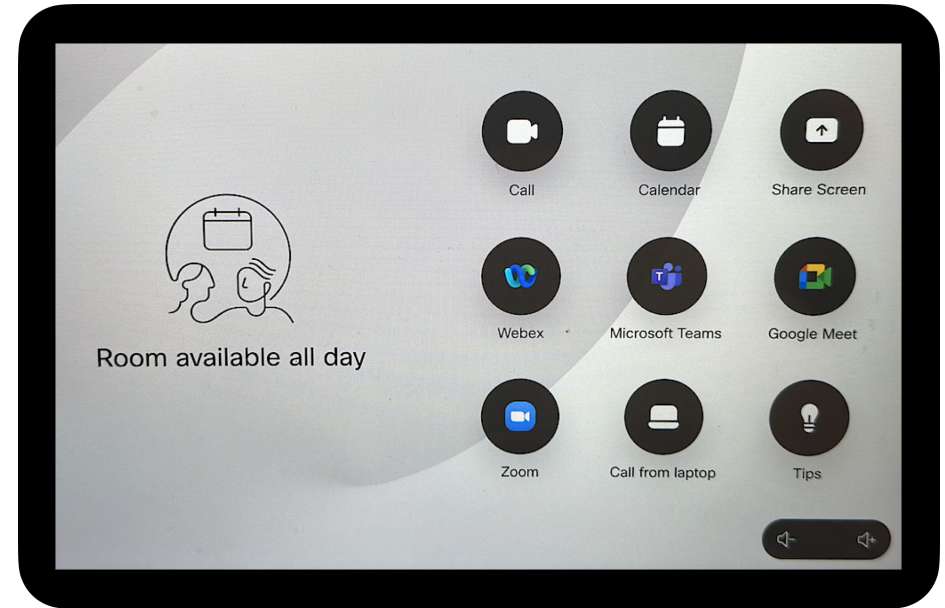 Call
Calendar
Share Screen
Room available all day
Webex
Microsoft Teams
Google Meet
Zoom
Call from laptop
Tips